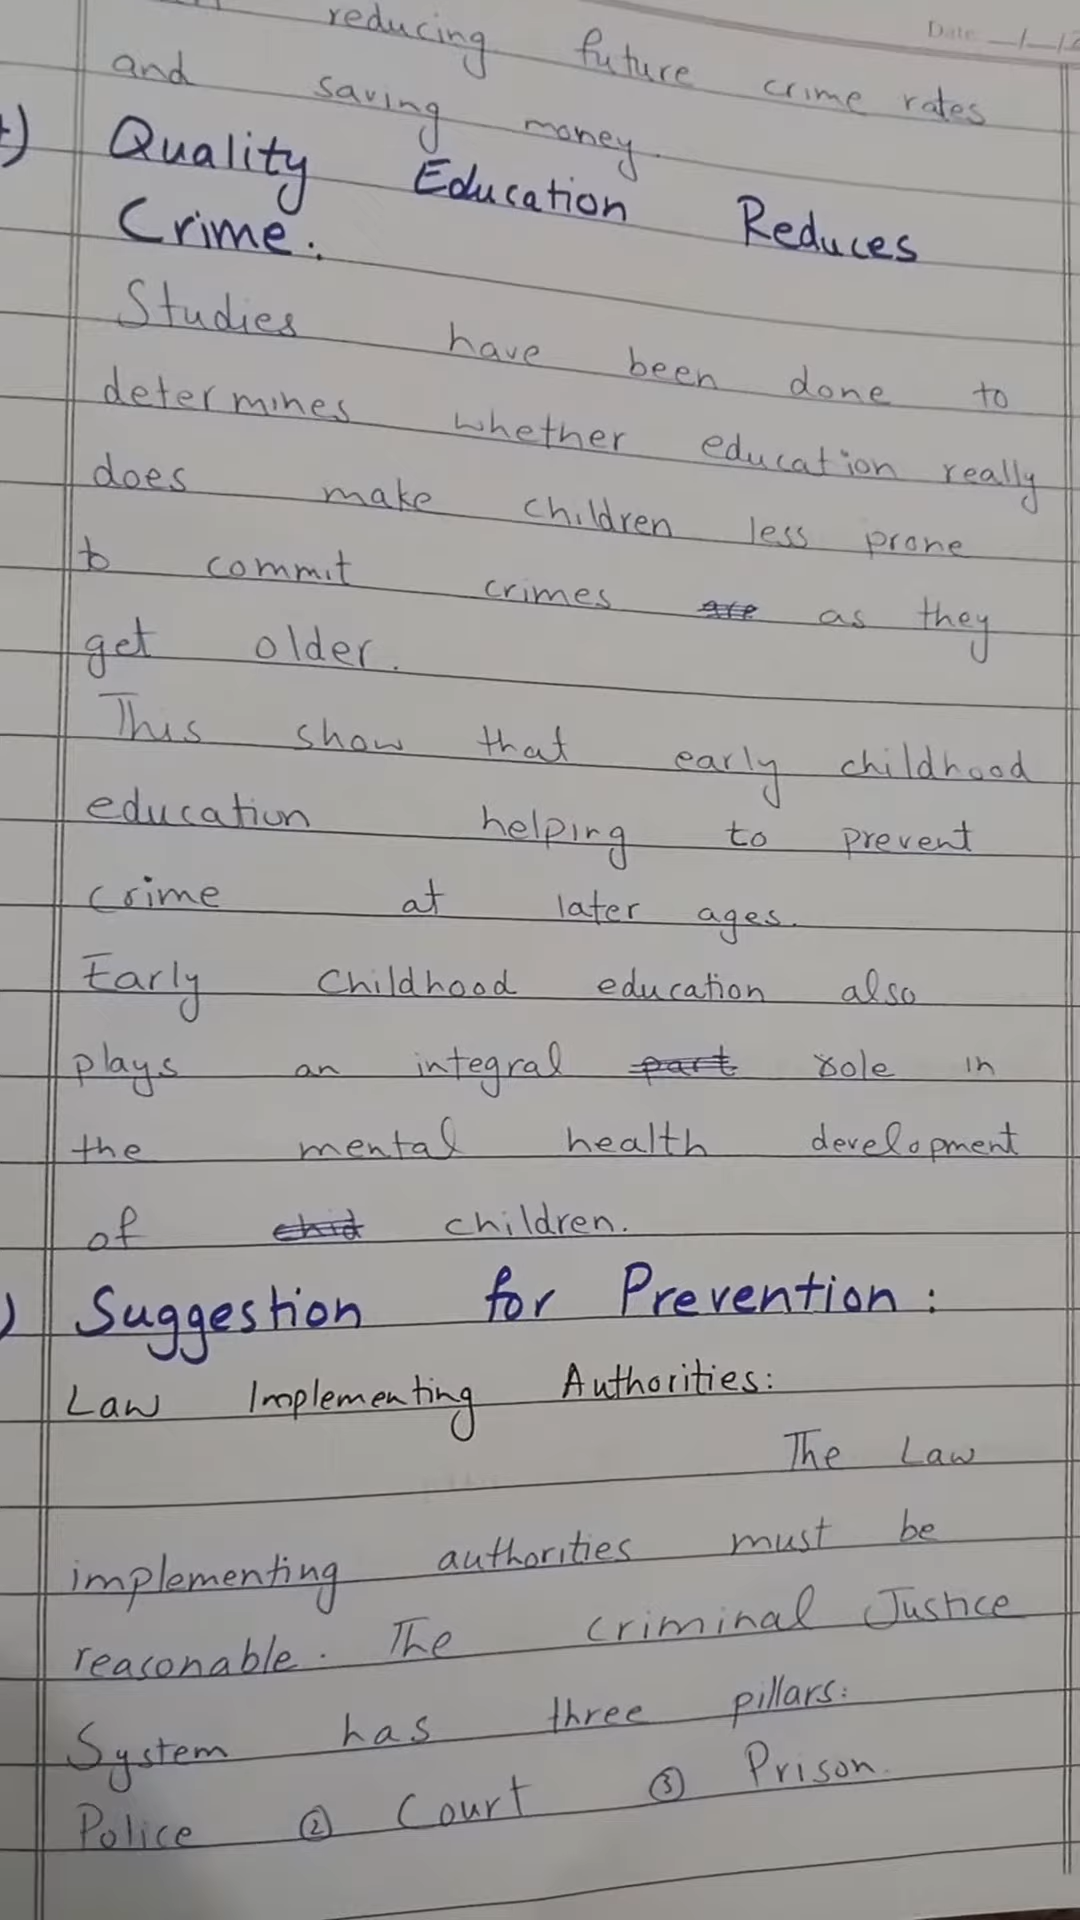 reducing future crime rates
Date
and saving money.
Quality Education Reduces
Crime:
Studies have been done to
determines whether education really
does make children less prone
to commit crimes are as they
get older.
This show that early childhood
education helping to prevent
crime at later ages.
Early childhood education also
plays an integral part role in
the mental health development
of chid children.
Suggestion for Prevention:
Law Implementing Authorities:
The Law
implementing authorities must be
reasonable. The criminal Justice
System has three pillars:
Police ② Court ③ Prison.